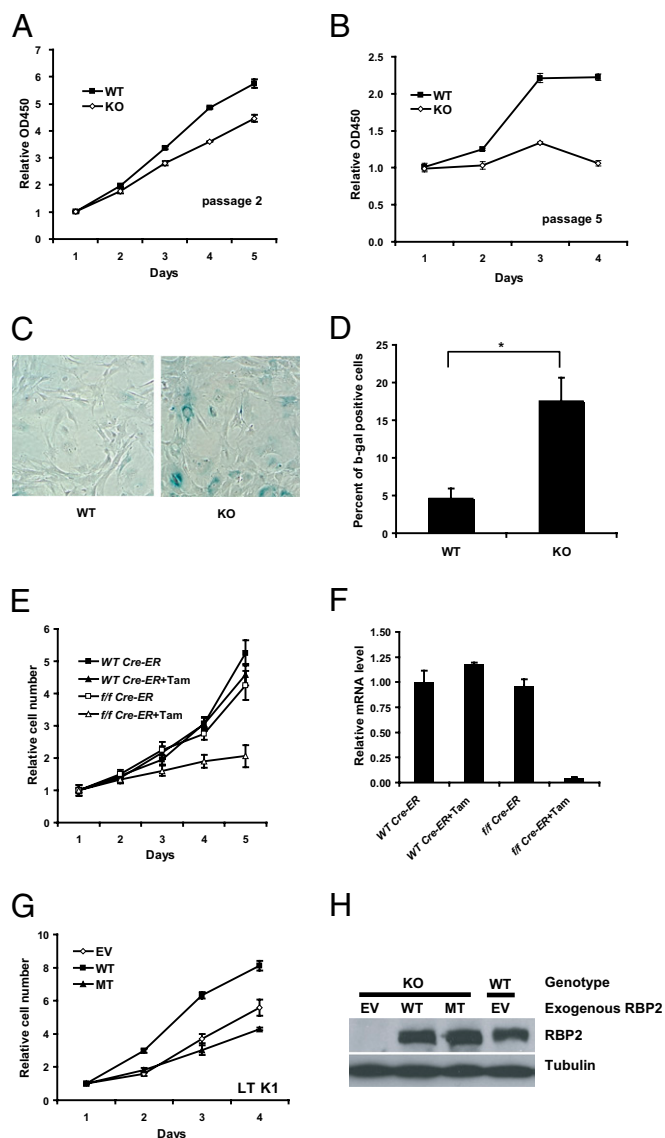 A
Relative OD450
7
6
5
4
3
2
1
0
WT
KO
passage 2
1 2 3 4 5
Days
B
Relative OD450
2.5
2.0
1.5
1.0
0.5
0.0
WT
KO
passage 5
1 2 3 4
Days
C
WT KO
D
Percent of b-gal positive cells
25
20
15
10
5
0
*
WT KO
E
Relative cell number
6
5
4
3
2
1
0
WT Cre-ER
WT Cre-ER+Tam
f/f Cre-ER
f/f Cre-ER+Tam
1 2 3 4 5
Days
F
Relative mRNA level
1.50
1.25
1.00
0.75
0.50
0.25
0.00
WT Cre-ER
WT Cre-ER+Tam
f/f Cre-ER
f/f Cre-ER+Tam
G
Relative cell number
10
8
6
4
2
0
EV
WT
MT
LT K1
1 2 3 4
Days
H
KO WT Genotype
EV WT MT EV Exogenous RBP2
RBP2
Tubulin